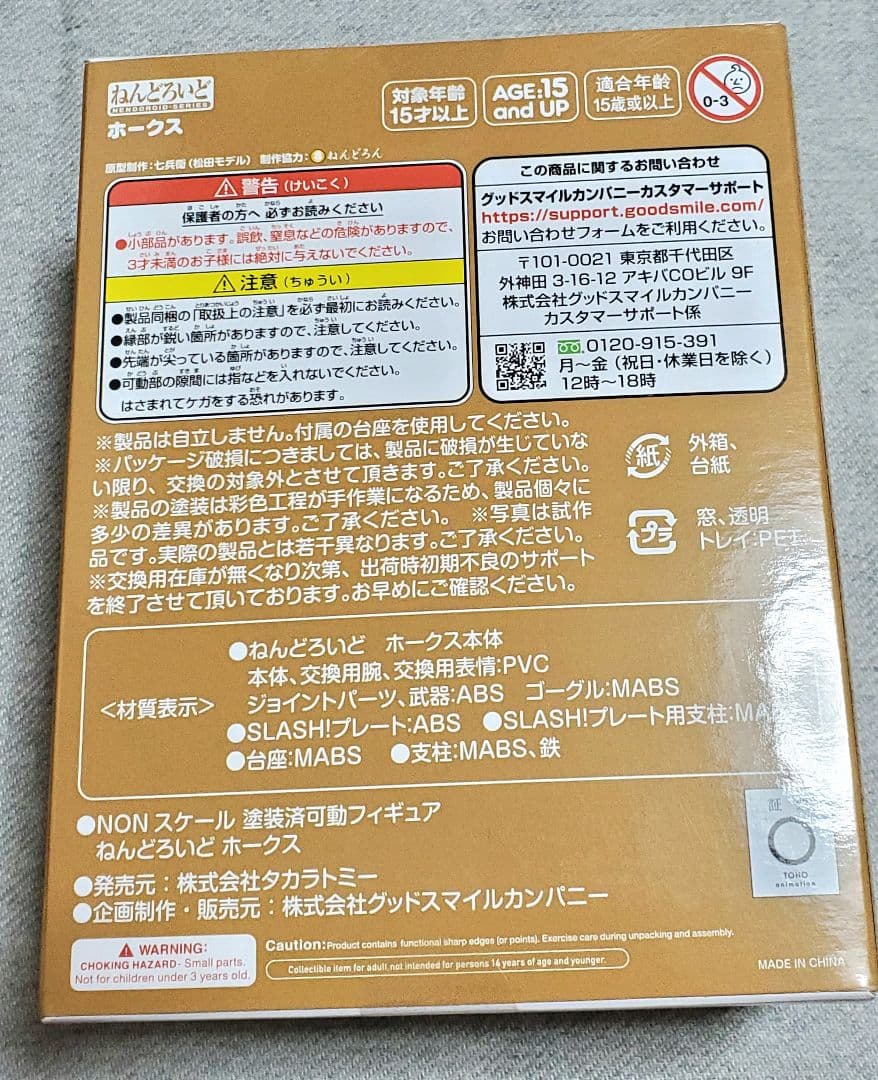 ねんどろいど
NENDOROID-SERIES
ホークス
対象年齢
15才以上
AGE:15
and UP
適合年齢
15歳或以上
0-3
原型制作:七兵衛(松田モデル) 制作協力: ねんどろん
警告(けいこく)
保護者の方へ 必ずお読みください
●小部品があります。誤飲、窒息などの危険がありますので、
3才未満のお子様には絶対に与えないでください。
注意(ちゅうい)
●製品同梱の「取扱上の注意」を必ず最初にお読みください。
●縁部が鋭い箇所がありますので、注意してください。
●先端が尖っている箇所がありますので、注意してください。
●可動部の隙間には指などを入れないでください。
はさまれてケガをする恐れがあります。
この商品に関するお問い合わせ
グッドスマイルカンパニーカスタマーサポート
https://support.goodsmile.com/
お問い合わせフォームをご利用ください。
〒101-0021 東京都千代田区
外神田 3-16-12 アキバCOビル 9F
株式会社グッドスマイルカンパニー
カスタマーサポート係
0120-915-391
月〜金(祝日・休業日を除く)
12時〜18時
※製品は自立しません。付属の台座を使用してください。
※パッケージ破損につきましては、製品に破損が生じていな
い限り、交換の対象外とさせて頂きます。ご了承ください。
※製品の塗装は彩色工程が手作業になるため、製品個々に
多少の差異があります。ご了承ください。 ※写真は試作
品です。実際の製品とは若干異なります。ご了承ください。
※交換用在庫が無くなり次第、出荷時初期不良のサポート
を終了させて頂いております。お早めにご確認ください。
紙
外箱、
台紙
プラ
窓、透明
トレイ:PET
<材質表示>
●ねんどろいど ホークス本体
本体、交換用腕、交換用表情:PVC
ジョイントパーツ、武器:ABS ゴーグル:MABS
●SLASH!プレート:ABS ●SLASH!プレート用支柱:MABS
●台座:MABS ●支柱:MABS、鉄
●NONスケール 塗装済可動フィギュア
ねんどろいど ホークス
●発売元:株式会社タカラトミー
●企画制作・販売元:株式会社グッドスマイルカンパニー
証
TOHO
animation
WARNING:
CHOKING HAZARD- Small parts.
Not for children under 3 years old.
Caution:Product contains functional sharp edges (or points). Exercise care during unpacking and assembly.
Collectible item for adult, not intended for persons 14 years of age and younger.
MADE IN CHINA